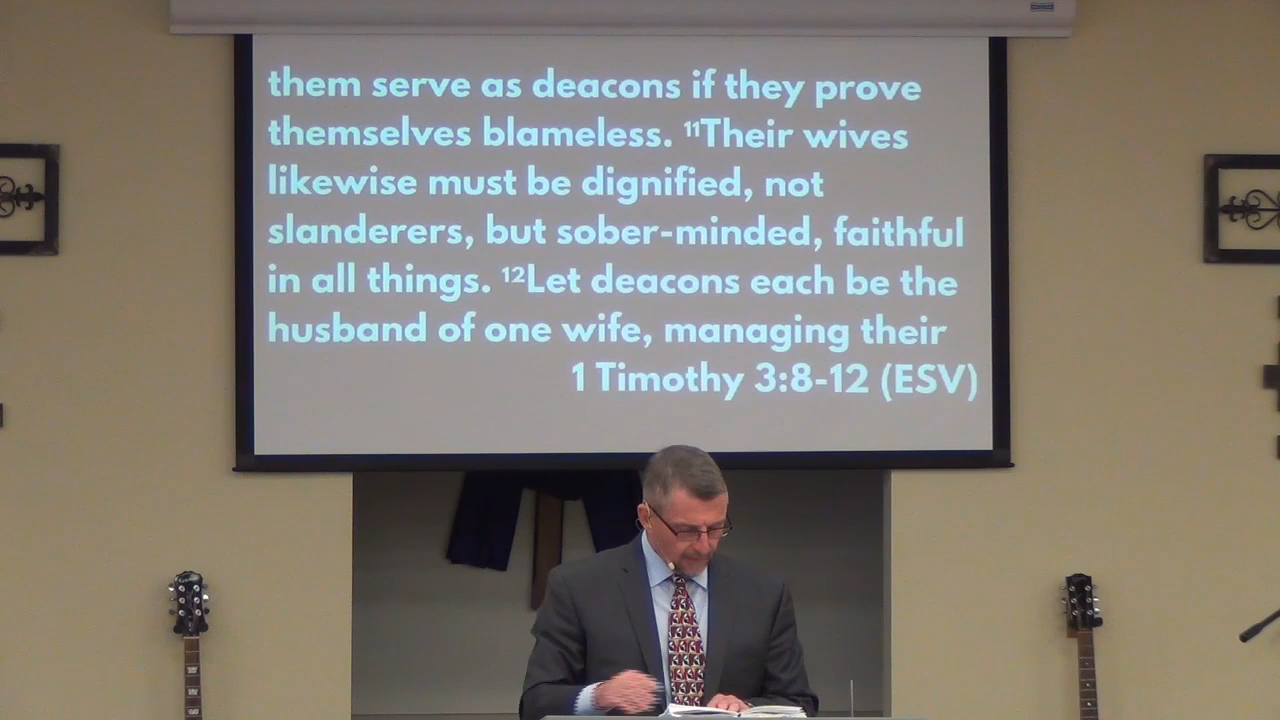 them serve as deacons if they prove
themselves blameless. ¹¹Their wives
likewise must be dignified, not
slanderers, but sober-minded, faithful
in all things. ¹²Let deacons each be the
husband of one wife, managing their
1 Timothy 3:8-12 (ESV)